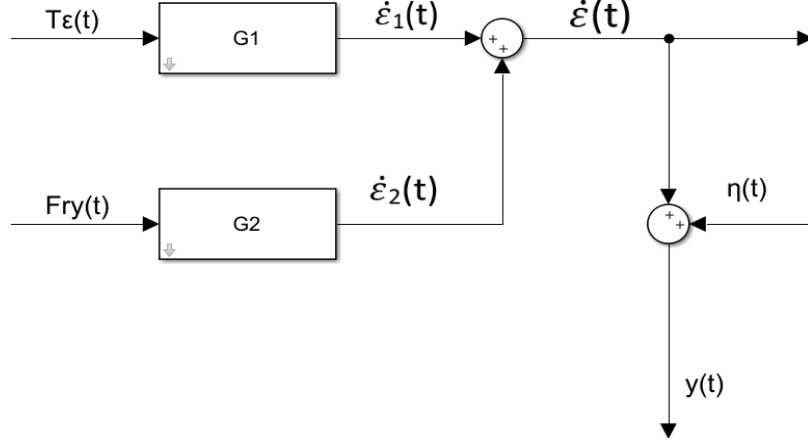 Tε(t)
G1
ε̇₁(t)
+
+
ε̇(t)
Fry(t)
G2
ε̇₂(t)
+
+
η(t)
y(t)